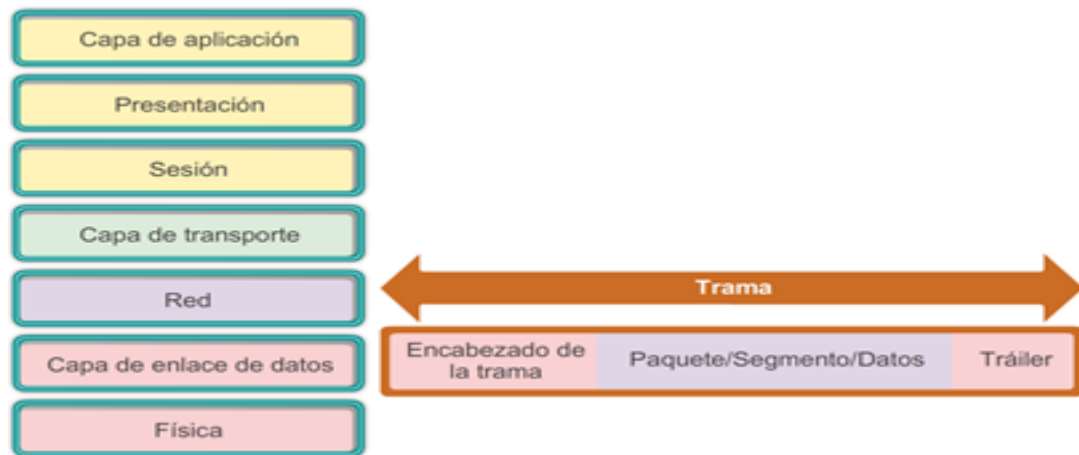 Capa de aplicación
Presentación
Sesión
Capa de transporte
Red
Trama
Capa de enlace de datos
Encabezado de
la trama
Paquete/Segmento/Datos
Tráiler
Física